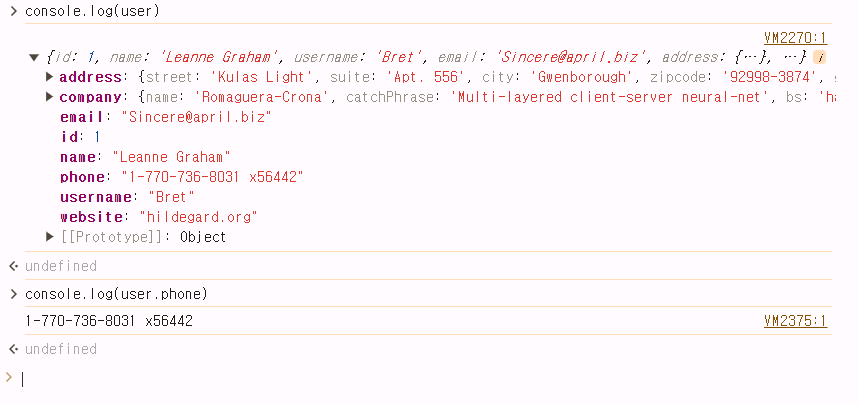 console.log(user)
VM2270:1
{id: 1, name: 'Leanne Graham', username: 'Bret', email: 'Sincere@april.biz', address: {…}, …}
address: {street: 'Kulas Light', suite: 'Apt. 556', city: 'Gwenborough', zipcode: '92998-3874',
company: {name: 'Romaguera-Crona', catchPhrase: 'Multi-layered client-server neural-net', bs: 'ha
email: "Sincere@april.biz"
id: 1
name: "Leanne Graham"
phone: "1-770-736-8031 x56442"
username: "Bret"
website: "hildegard.org"
[[Prototype]]: Object
undefined
console.log(user.phone)
1-770-736-8031 x56442 VM2375:1
undefined